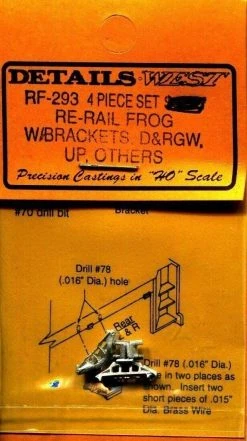 DETAILS WEST
RF-293 4 PIECE SET
RE-RAIL FROG
W/BRACKETS, D&RGW,
UP, OTHERS
Precision Castings in "HO" Scale
#70 drill bit
Bracket
Drill #78
(.016" Dia.) hole
Rear
& R
Drill #78 (.016" Dia.)
in two places as
shown. Insert two
short pieces of .015"
Dia. Brass Wire